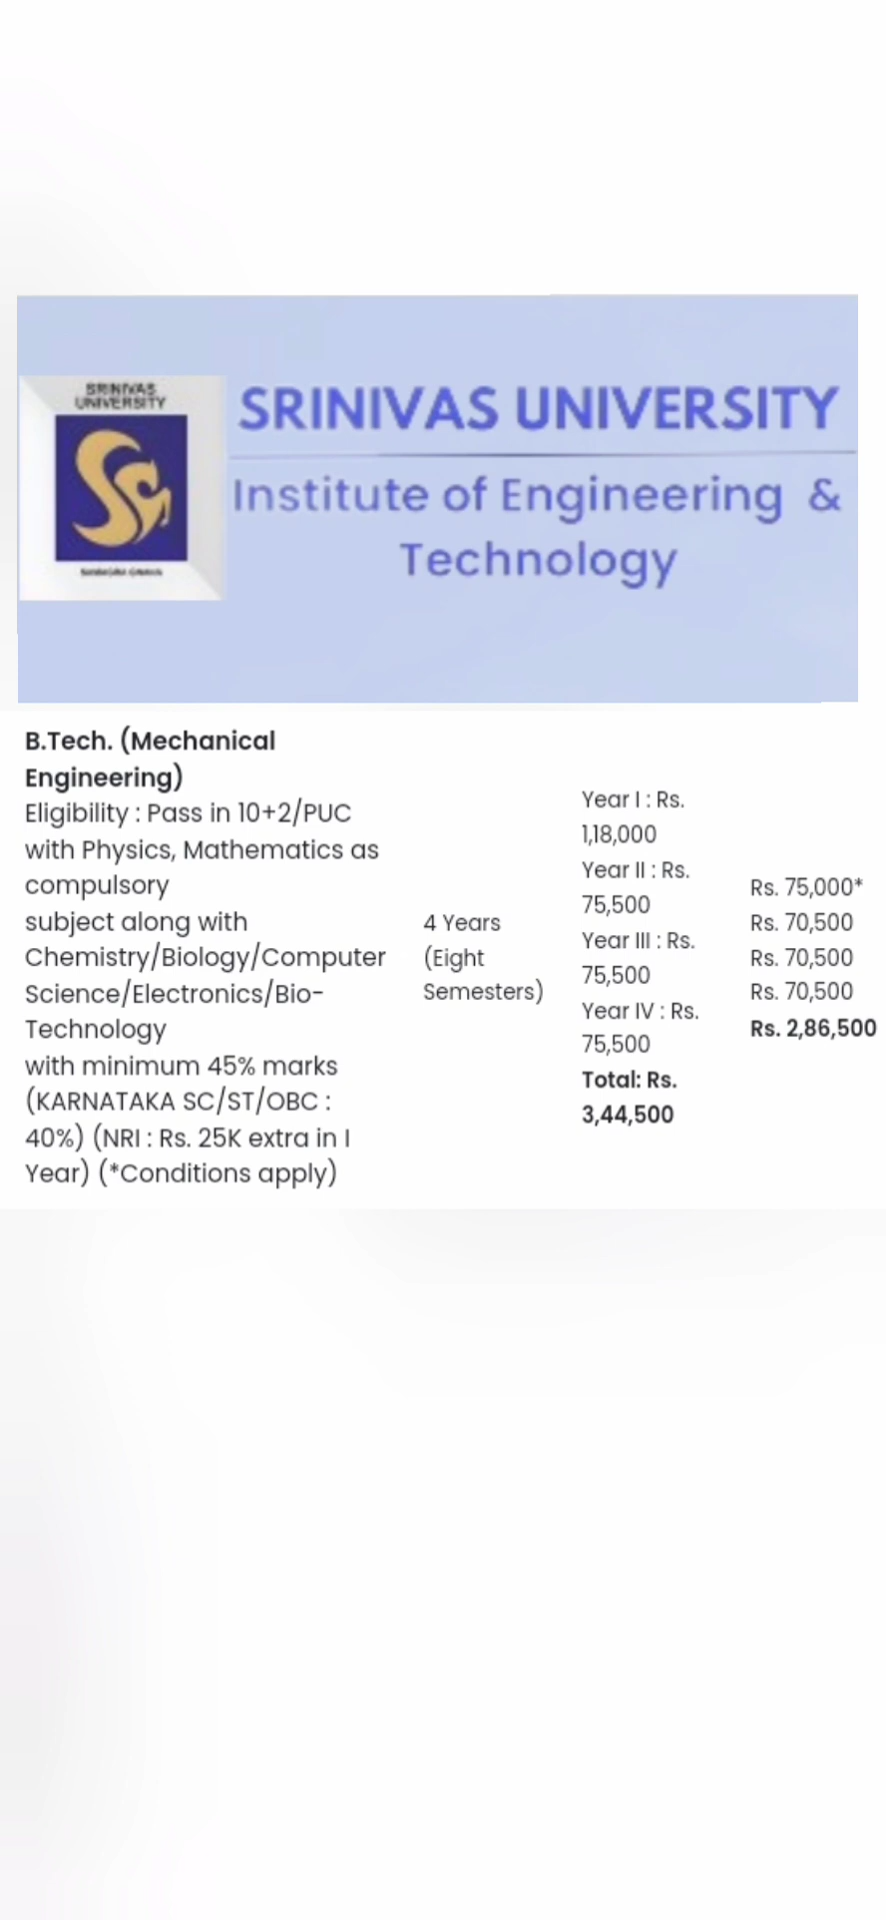 SRINIVAS
UNIVERSITY
SRINIVAS UNIVERSITY
Institute of Engineering &
Technology
B.Tech. (Mechanical
Engineering)
Eligibility : Pass in 10+2/PUC
with Physics, Mathematics as
compulsory
subject along with
Chemistry/Biology/Computer
Science/Electronics/Bio-
Technology
with minimum 45% marks
(KARNATAKA SC/ST/OBC :
40%) (NRI : Rs. 25K extra in I
Year) (*Conditions apply)
4 Years
(Eight
Semesters)
Year I : Rs.
1,18,000
Year II : Rs.
75,500
Year III : Rs.
75,500
Year IV : Rs.
75,500
Total: Rs.
3,44,500
Rs. 75,000*
Rs. 70,500
Rs. 70,500
Rs. 70,500
Rs. 2,86,500